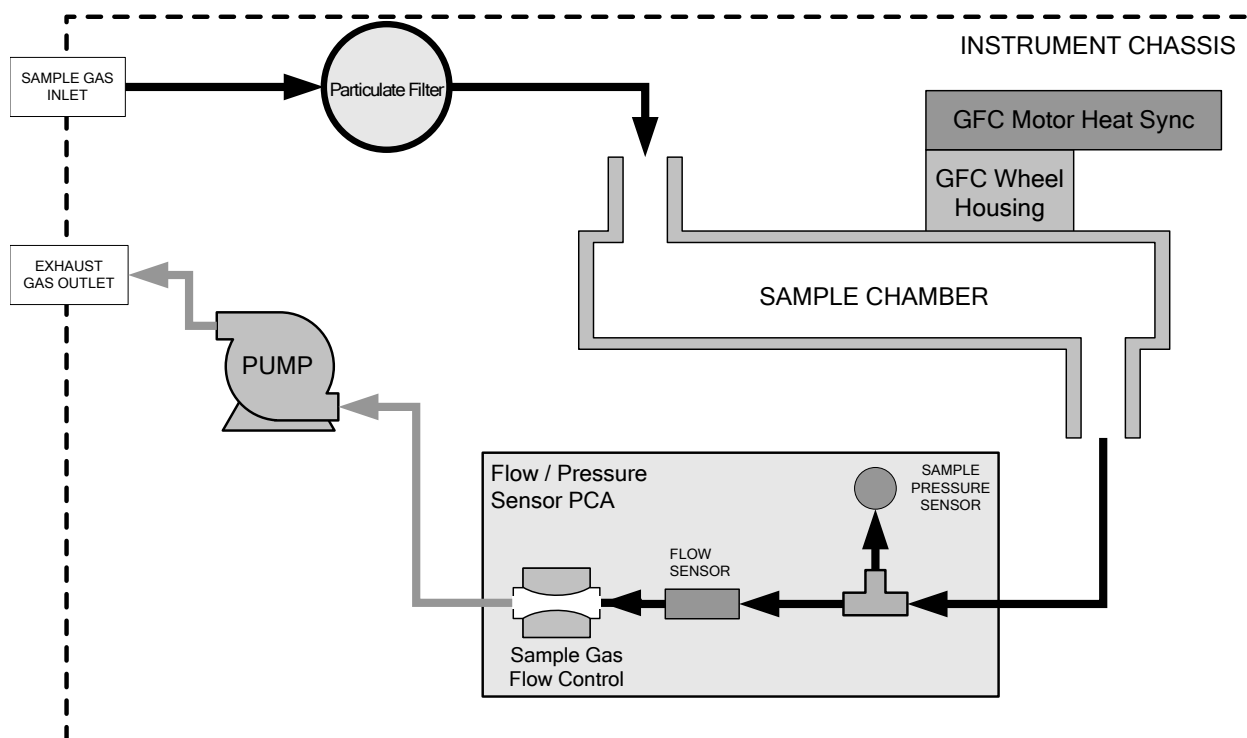 INSTRUMENT CHASSIS
SAMPLE GAS
INLET
Particulate Filter
GFC Motor Heat Sync
GFC Wheel
Housing
EXHAUST
GAS OUTLET
SAMPLE CHAMBER
PUMP
Flow / Pressure
Sensor PCA
SAMPLE
PRESSURE
SENSOR
FLOW
SENSOR
Sample Gas
Flow Control